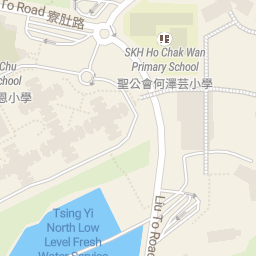 u To Road 寮肚路
SKH Ho Chak Wan
Primary School
聖公會何澤芸小學
Chu
School
恩小學
Liu To Road
Tsing Yi
North Low
Level Fresh
Water Service